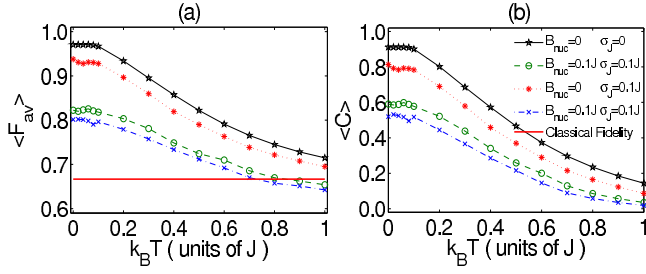 (a)
1.0
0.9
0.8
0.7
0.6
<F_av>
0 0.2 0.4 0.6 0.8 1
k_B T ( units of J )
(b)
1.0
0.8
0.6
0.4
0.2
0.0
<C>
B_nuc=0 σ_J=0
B_nuc=0 σ_J=0.1J
B_nuc=0.1J σ_J=0.1J
B_nuc=0.1J σ_J=0.1J
Classical Fidelity
0 0.2 0.4 0.6 0.8 1
k_B T ( units of J )